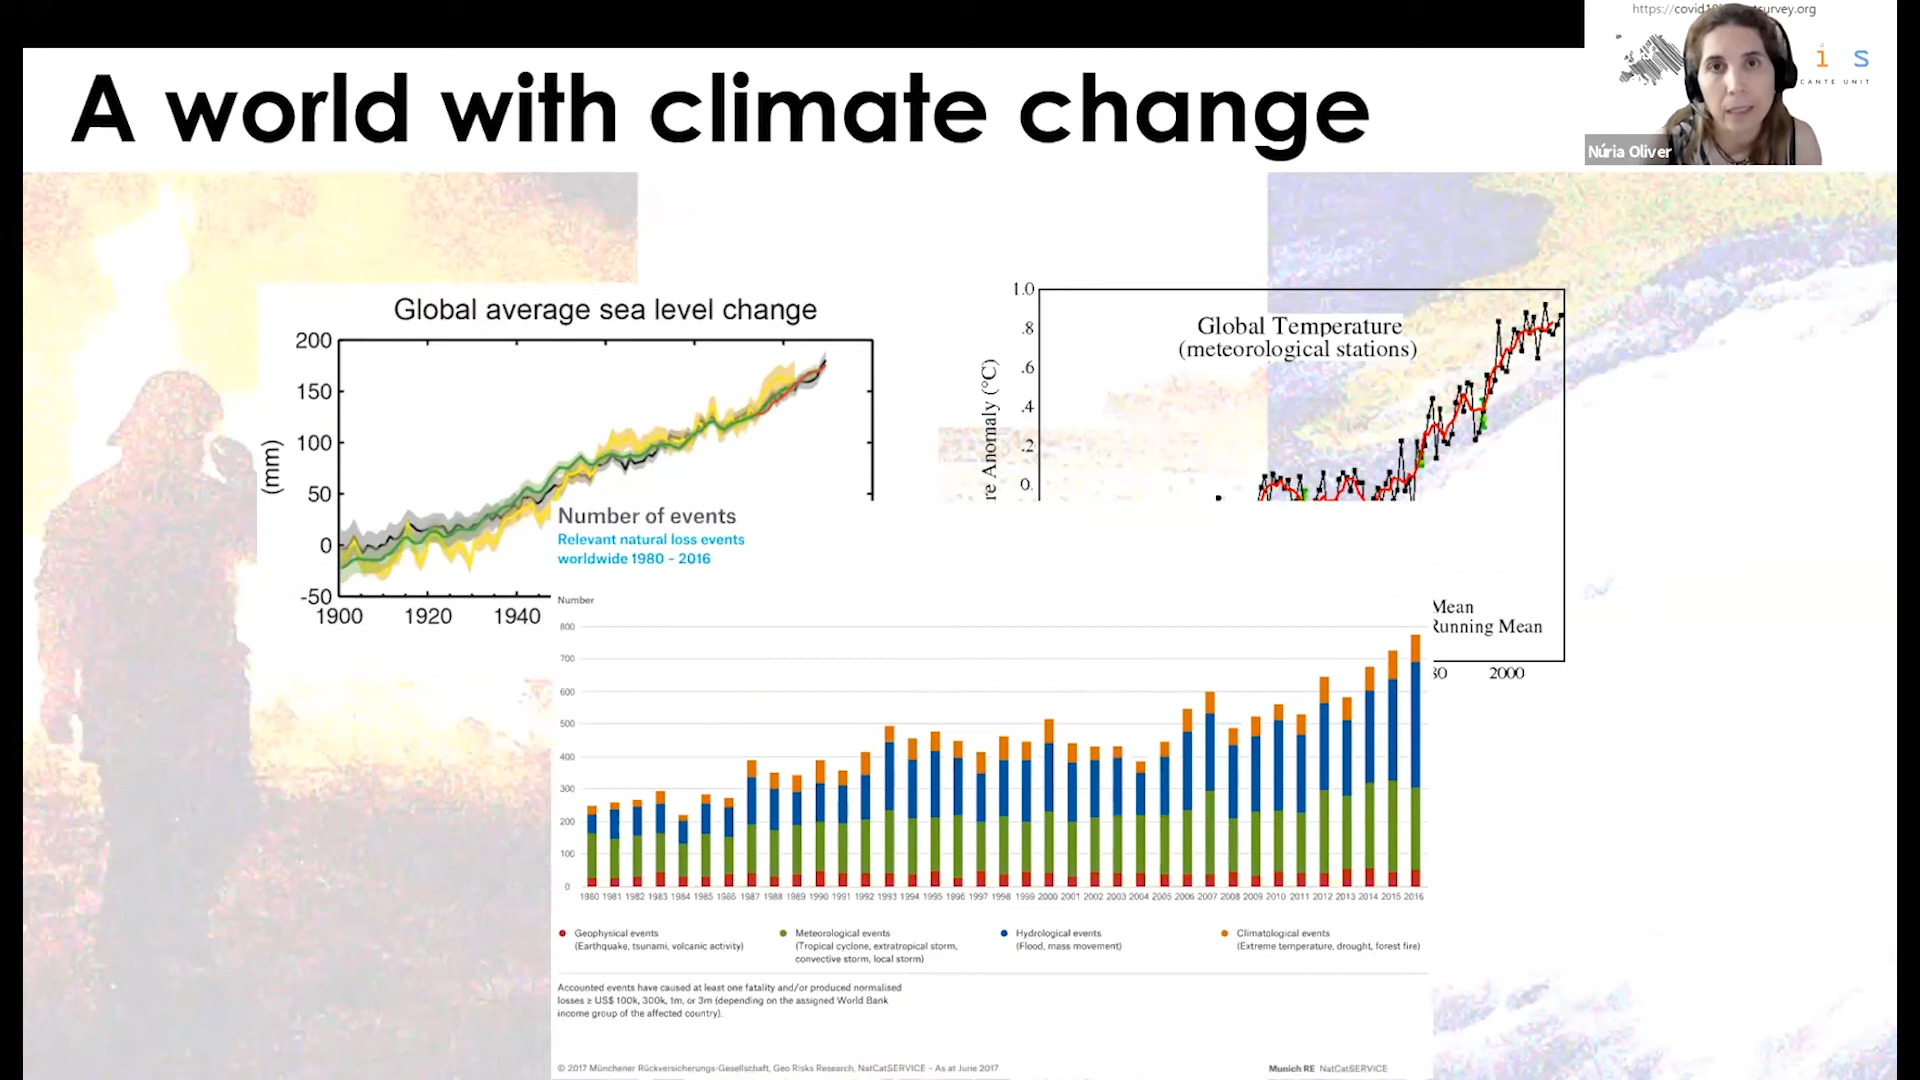 A world with climate change
Núria Oliver
CANTE UNIT
i s
Global average sea level change
200
150
100
50
0
-50
(mm)
1900 1920 1940
Global Temperature
(meteorological stations)
1.0
.8
.6
.4
.2
0.
re Anomaly (°C)
Mean
Running Mean
80 2000
Number of events
Relevant natural loss events
worldwide 1980 – 2016
Number
800
700
600
500
400
300
200
100
0
1980 1981 1982 1983 1984 1985 1986 1987 1988 1989 1990 1991 1992 1993 1994 1995 1996 1997 1998 1999 2000 2001 2002 2003 2004 2005 2006 2007 2008 2009 2010 2011 2012 2013 2014 2015 2016
Geophysical events
(Earthquake, tsunami, volcanic activity)
Meteorological events
(Tropical cyclone, extratropical storm,
convective storm, local storm)
Hydrological events
(Flood, mass movement)
Climatological events
(Extreme temperature, drought, forest fire)
Accounted events have caused at least one fatality and/or produced normalised
losses ≥ US$ 100k, 300k, 1m, or 3m (depending on the assigned World Bank
income group of the affected country).
© 2017 Münchener Rückversicherungs-Gesellschaft, Geo Risks Research, NatCatSERVICE – As at June 2017
Munich RE NatCatSERVICE